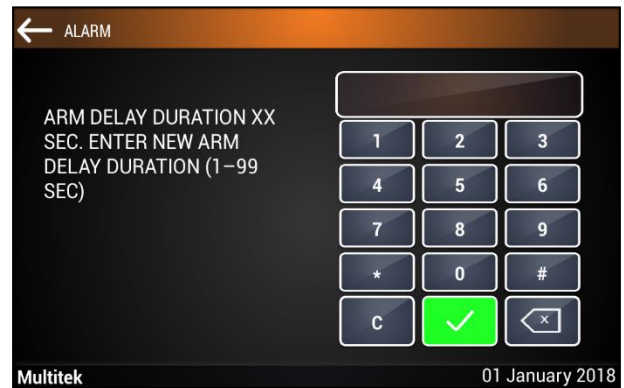 ALARM
ARM DELAY DURATION XX
SEC. ENTER NEW ARM
DELAY DURATION (1–99
SEC)
1 2 3
4 5 6
7 8 9
* 0 #
C
Multitek 01 January 2018